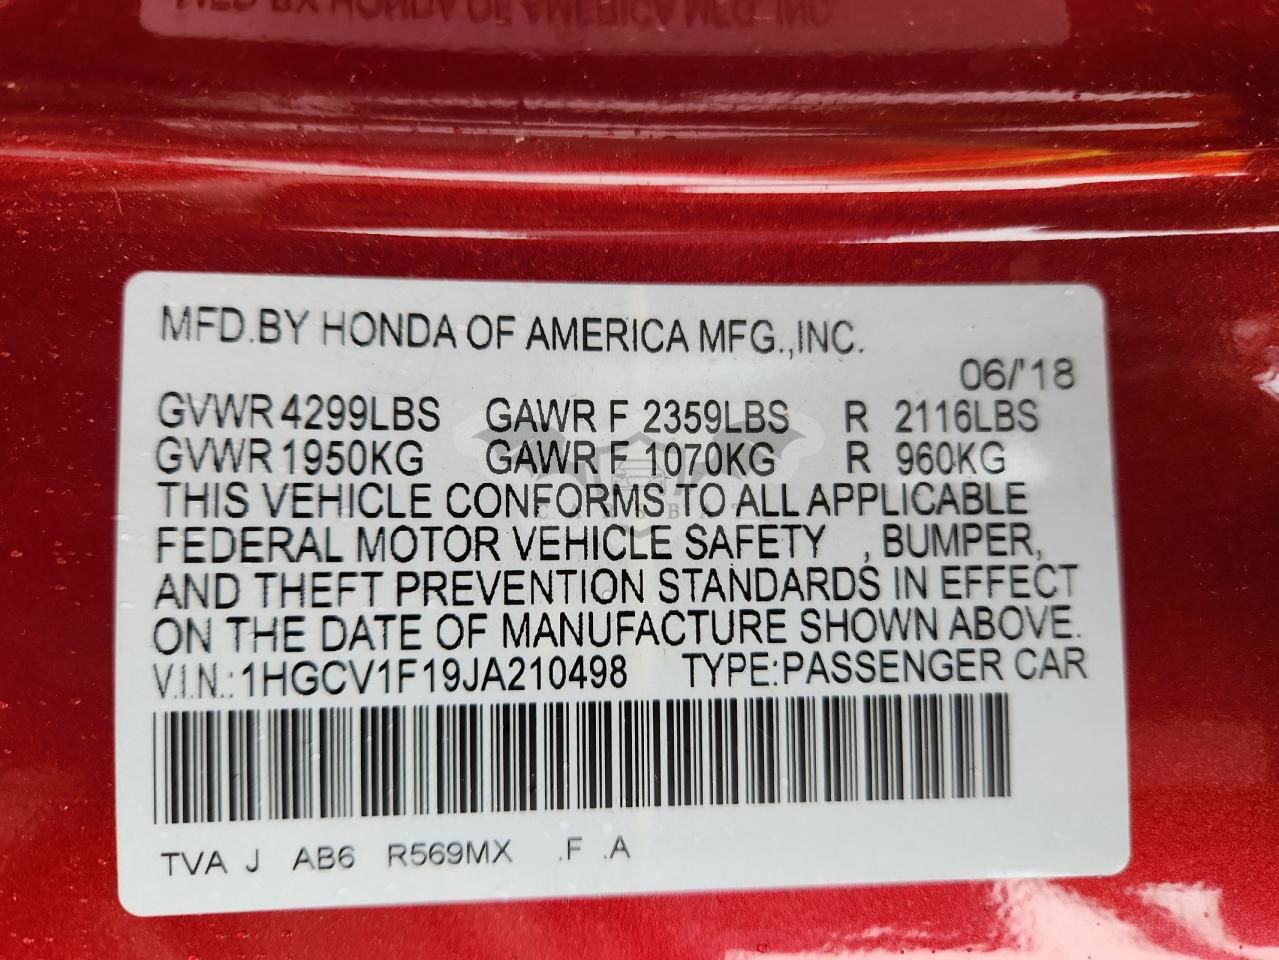 MFD.BY HONDA OF AMERICA MFG.,INC.
06/'18
GVWR 4299LBS GAWR F 2359LBS R 2116LBS
GVWR 1950KG GAWR F 1070KG R 960KG
THIS VEHICLE CONFORMS TO ALL APPLICABLE
FEDERAL MOTOR VEHICLE SAFETY , BUMPER,
AND THEFT PREVENTION STANDARDS IN EFFECT
ON THE DATE OF MANUFACTURE SHOWN ABOVE.
V.I.N.:1HGCV1F19JA210498 TYPE:PASSENGER CAR
TVA J AB6 R569MX .F .A